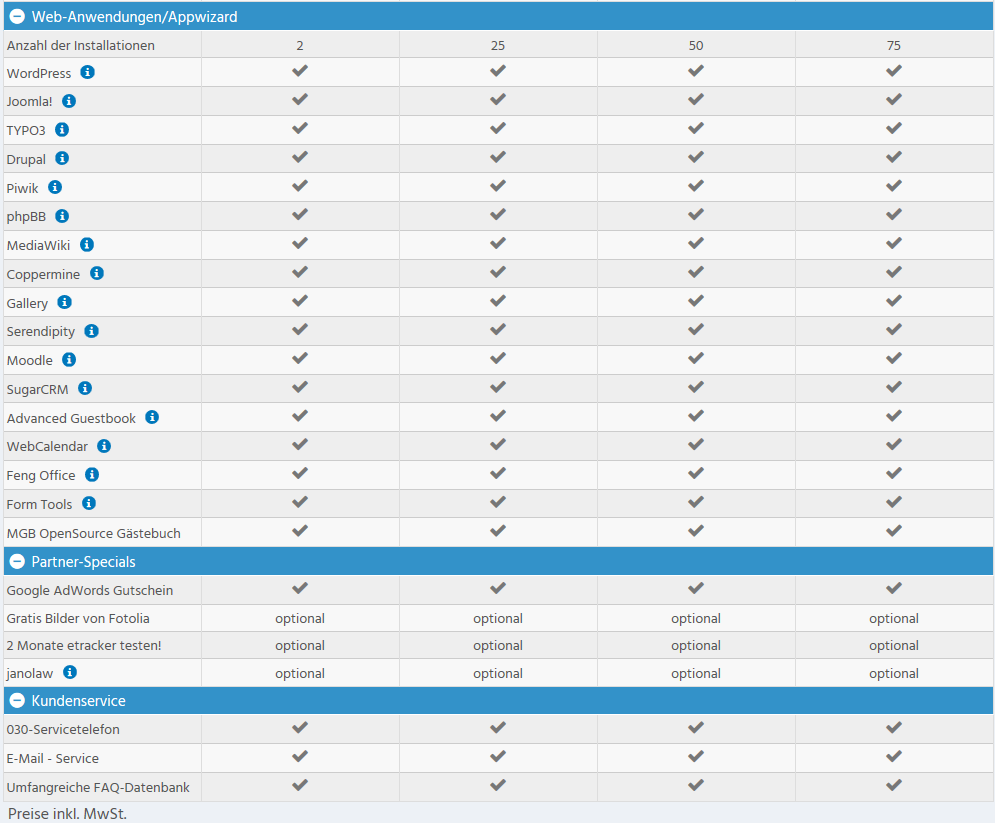 Web-Anwendungen/Appwizard
Anzahl der Installationen 2 25 50 75
WordPress
Joomla!
TYPO3
Drupal
Piwik
phpBB
MediaWiki
Coppermine
Gallery
Serendipity
Moodle
SugarCRM
Advanced Guestbook
WebCalendar
Feng Office
Form Tools
MGB OpenSource Gästebuch
Partner-Specials
Google AdWords Gutschein
Gratis Bilder von Fotolia optional optional optional optional
2 Monate etracker testen! optional optional optional optional
janolaw optional optional optional optional
Kundenservice
030-Servicetelefon
E-Mail - Service
Umfangreiche FAQ-Datenbank
Preise inkl. MwSt.